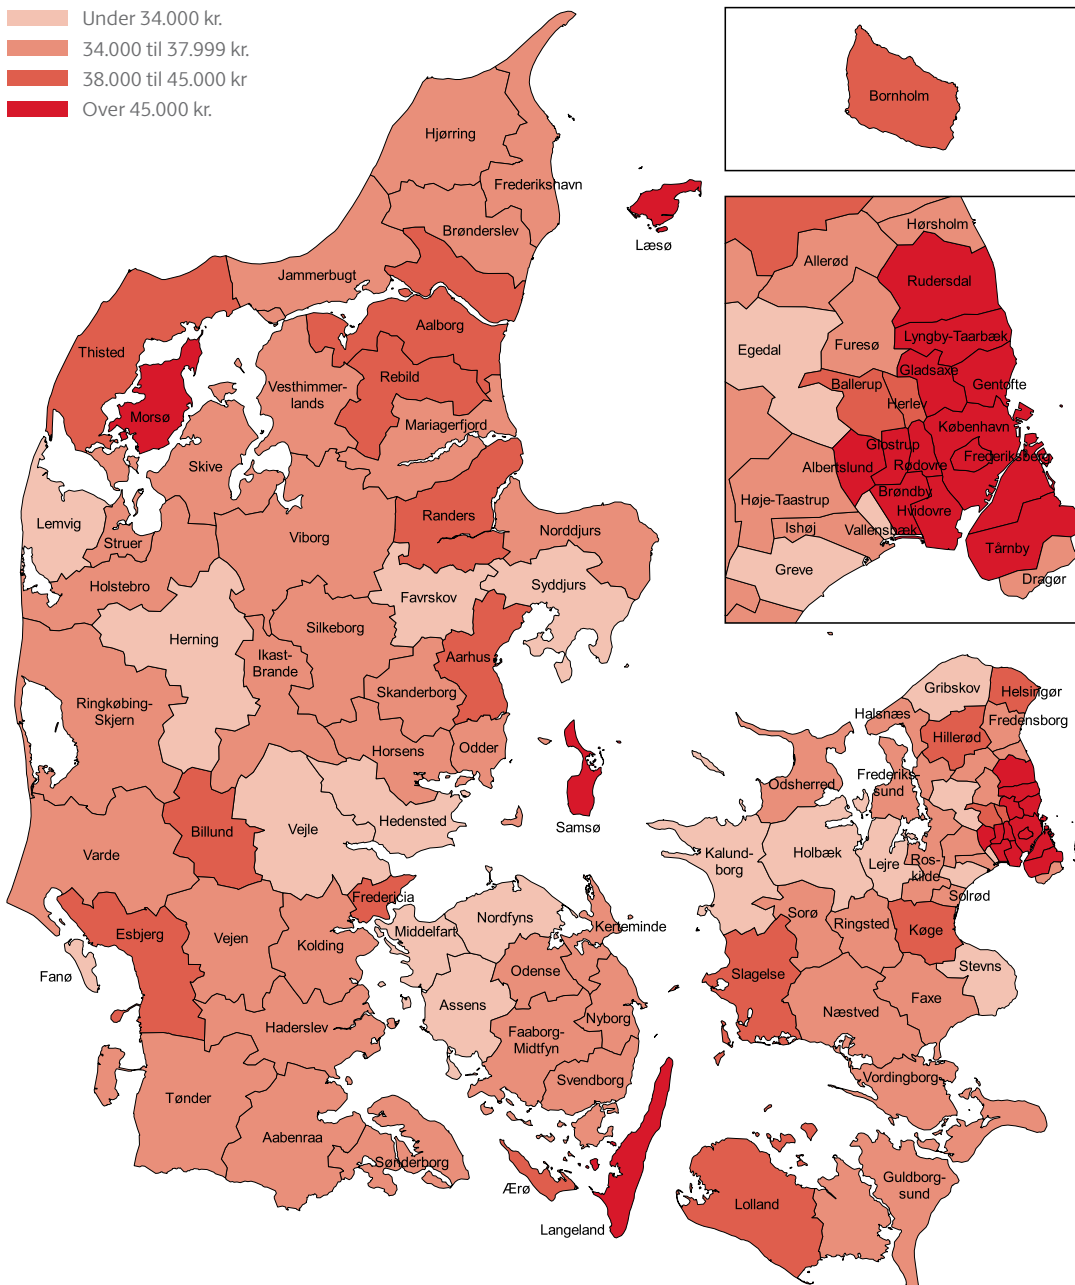 Under 34.000 kr.
34.000 til 37.999 kr.
38.000 til 45.000 kr
Over 45.000 kr.
Bornholm
Hjørring
Frederikshavn
Brønderslev
Læsø
Jammerbugt
Aalborg
Thisted
Rebild
Vesthimmer-
lands
Morsø
Mariagerfjord
Skive
Lemvig
Randers
Struer
Viborg
Norddjurs
Holstebro
Favrskov
Syddjurs
Herning
Silkeborg
Ikast-
Brande
Aarhus
Skanderborg
Ringkøbing-
Skjern
Horsens
Odder
Hedensted
Samsø
Billund
Vejle
Varde
Fredericia
Esbjerg
Vejen
Kolding
Middelfart
Nordfyns
Kerteminde
Fanø
Odense
Assens
Nyborg
Haderslev
Faaborg-
Midtfyn
Svendborg
Tønder
Aabenraa
Sønderborg
Ærø
Langeland
Hørsholm
Allerød
Rudersdal
Egedal
Furesø
Lyngby-Taarbæk
Gladsaxe
Ballerup
Gentofte
Herlev
København
Glostrup
Frederiksberg
Albertslund
Rødovre
Høje-Taastrup
Brøndby
Hvidovre
Ishøj
Vallensbæk
Tårnby
Greve
Dragør
Gribskov
Helsingør
Halsnæs
Fredensborg
Hillerød
Odsherred
Frederiks-
sund
Kalund-
borg
Holbæk
Lejre
Ros-
kilde
Solrød
Sorø
Ringsted
Køge
Slagelse
Stevns
Næstved
Faxe
Vordingborg
Guldborg-
sund
Lolland